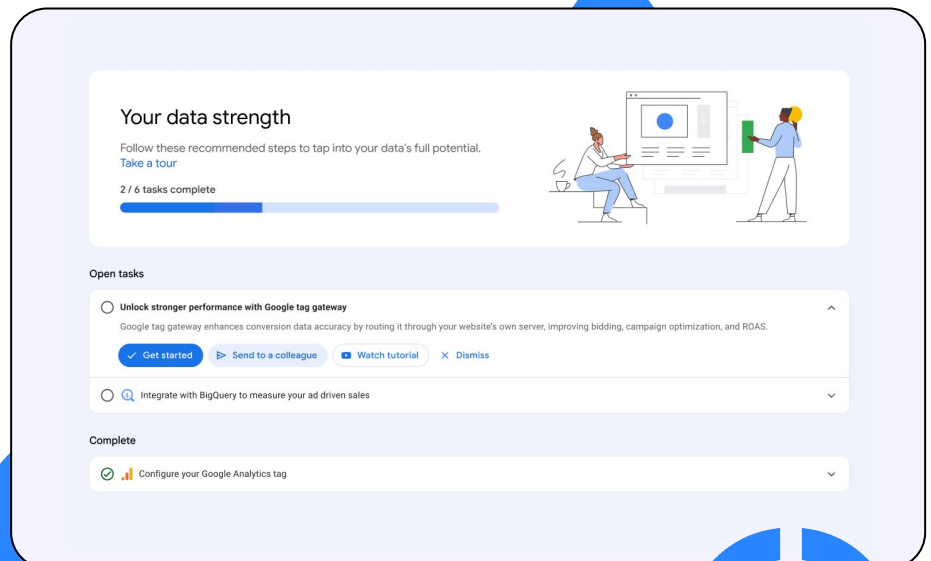 Your data strength
Follow these recommended steps to tap into your data's full potential.
Take a tour
2 / 6 tasks complete
Open tasks
Unlock stronger performance with Google tag gateway
Google tag gateway enhances conversion data accuracy by routing it through your website's own server, improving bidding, campaign optimization, and ROAS.
Get started Send to a colleague Watch tutorial Dismiss
Integrate with BigQuery to measure your ad driven sales
Complete
Configure your Google Analytics tag